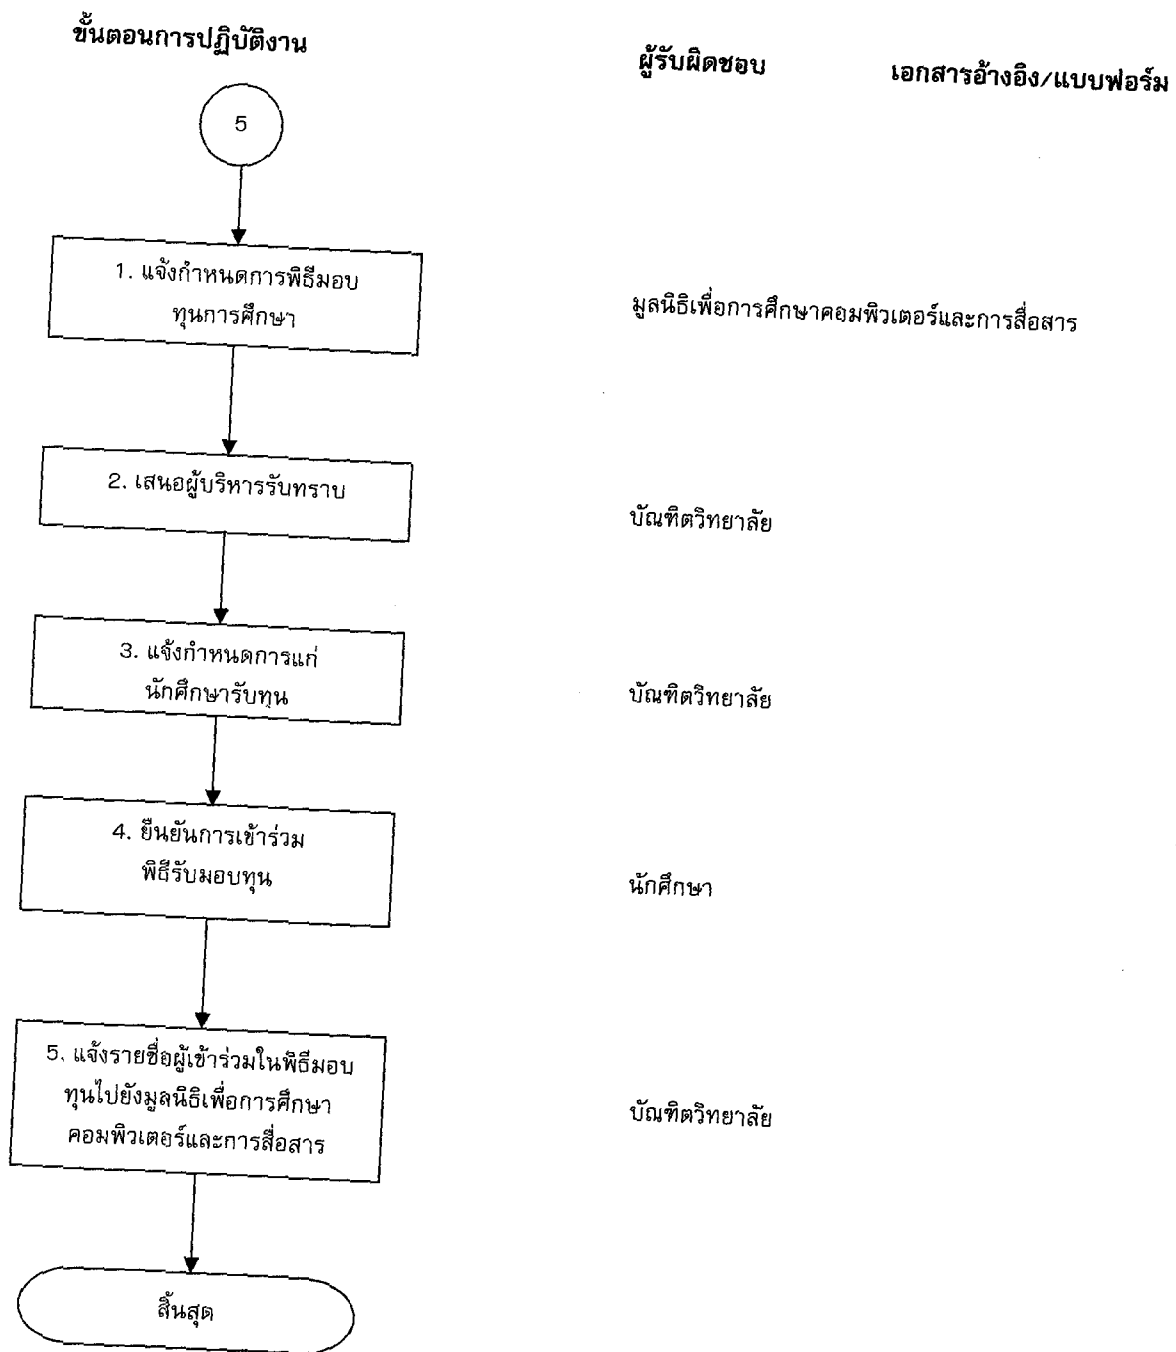 ขั้นตอนการปฏิบัติงาน
ผู้รับผิดชอบ
เอกสารอ้างอิง/แบบฟอร์ม
5
1. แจ้งกำหนดการพิธีมอบ
ทุนการศึกษา
มูลนิธิเพื่อการศึกษาคอมพิวเตอร์และการสื่อสาร
2. เสนอผู้บริหารรับทราบ
บัณฑิตวิทยาลัย
3. แจ้งกำหนดการแก่
นักศึกษารับทุน
บัณฑิตวิทยาลัย
4. ยืนยันการเข้าร่วม
พิธีรับมอบทุน
นักศึกษา
5. แจ้งรายชื่อผู้เข้าร่วมในพิธีมอบ
ทุนไปยังมูลนิธิเพื่อการศึกษา
คอมพิวเตอร์และการสื่อสาร
บัณฑิตวิทยาลัย
สิ้นสุด